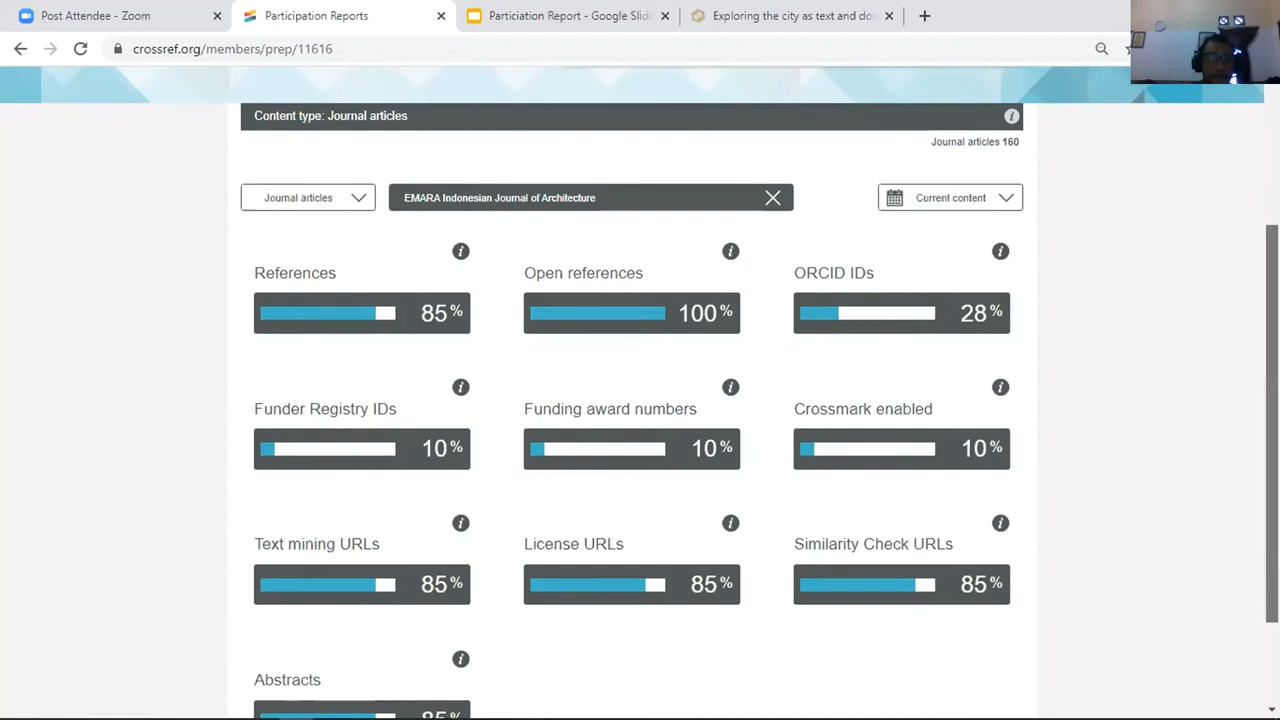 Post Attendee - Zoom
Participation Reports
Particiation Report - Google Slide
Exploring the city as text and do
crossref.org/members/prep/11616
Content type: Journal articles
Journal articles 160
Journal articles
EMARA Indonesian Journal of Architecture
Current content
References
Open references
ORCID IDs
85%
100%
28%
Funder Registry IDs
Funding award numbers
Crossmark enabled
10%
10%
10%
Text mining URLs
License URLs
Similarity Check URLs
85%
85%
85%
Abstracts
85%